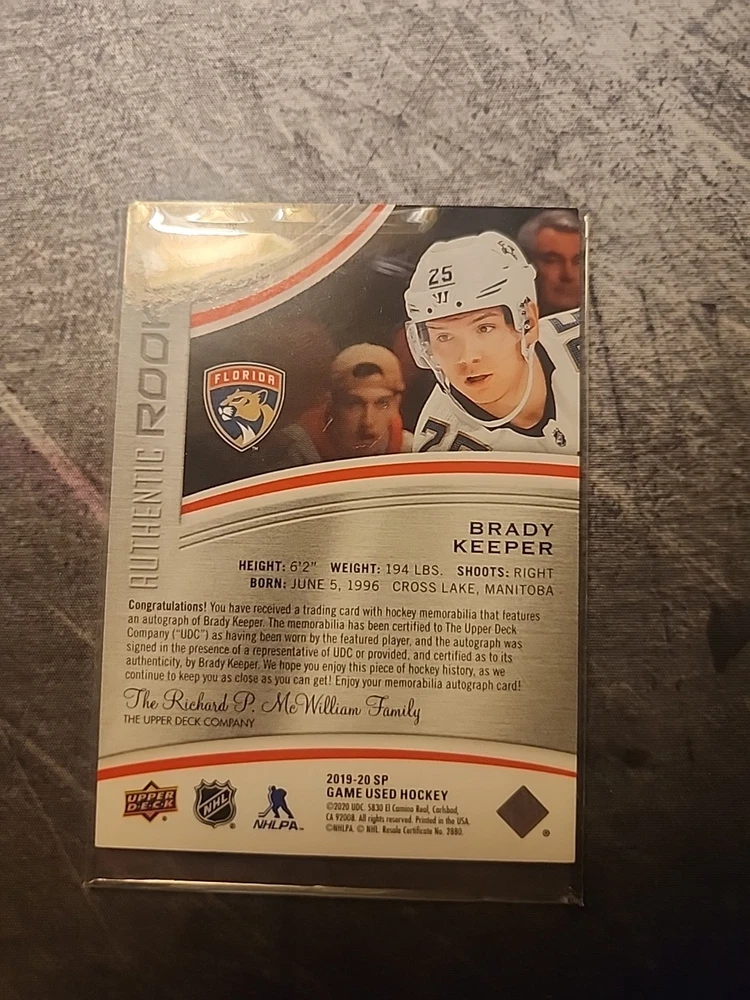 25
FLORIDA
25
AUTHENTIC ROOK
BRADY
KEEPER
HEIGHT: 6'2" WEIGHT: 194 LBS. SHOOTS: RIGHT
BORN: JUNE 5, 1996 CROSS LAKE, MANITOBA
Congratulations! You have received a trading card with hockey memorabilia that features
an autograph of Brady Keeper. The memorabilia has been certified to The Upper Deck
Company ("UDC") as having been worn by the featured player, and the autograph was
signed in the presence of a representative of UDC or provided, and certified as to its
authenticity, by Brady Keeper. We hope you enjoy this piece of hockey history, as we
continue to keep you as close as you can get! Enjoy your memorabilia autograph card!
The Richard P. McWilliam Family
THE UPPER DECK COMPANY
UPPER
DECK
NHL
NHLPA
2019-20 SP
GAME USED HOCKEY
©2020 UDC. 5830 El Camino Real, Carlsbad,
CA 92008. All rights reserved. Printed in the USA.
©NHLPA. © NHL. Resale Certificate No. 2880.